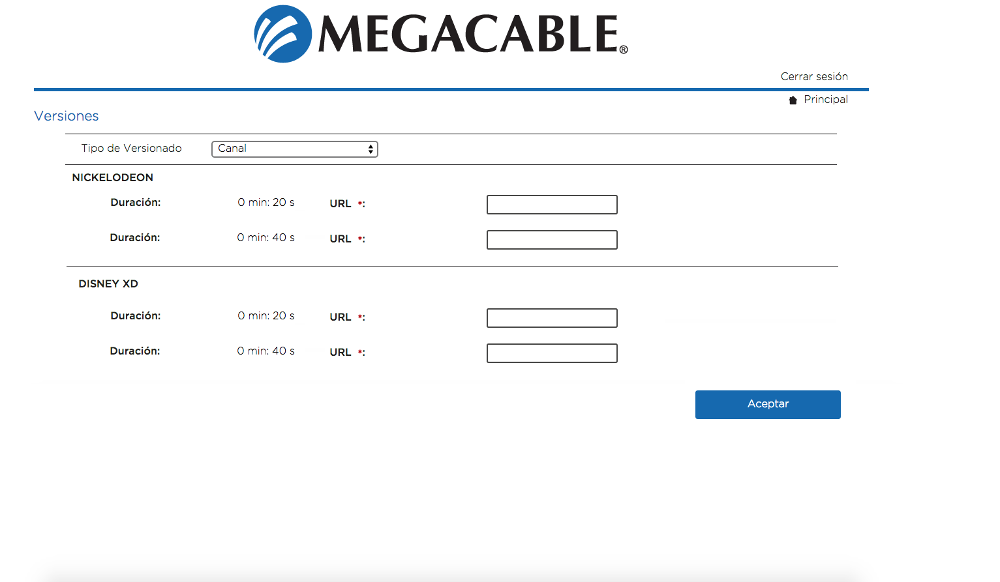 MEGACABLE®
Cerrar sesión
Principal
Versiones
Tipo de Versionado Canal
NICKELODEON
Duración: 0 min: 20 s URL *:
Duración: 0 min: 40 s URL *:
DISNEY XD
Duración: 0 min: 20 s URL *:
Duración: 0 min: 40 s URL *:
Aceptar